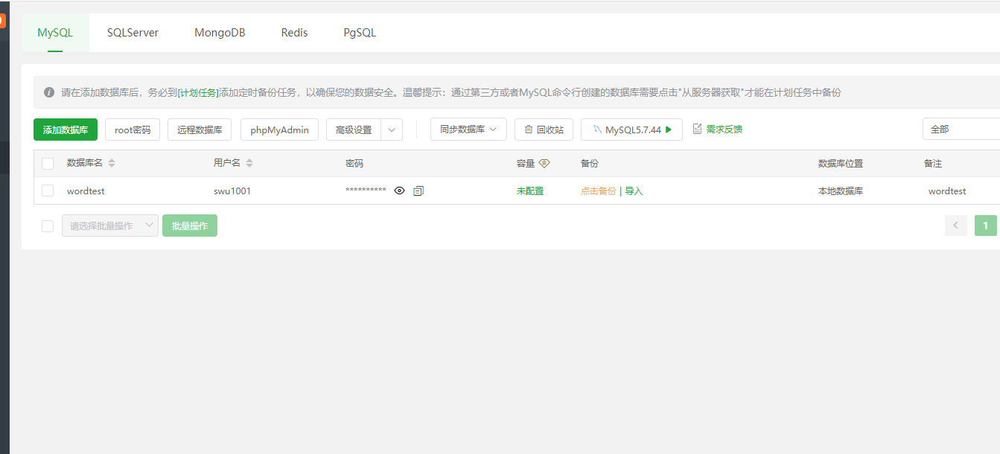 MySQL SQLServer MongoDB Redis PgSQL
请在添加数据库后，务必到[计划任务]添加定时备份任务，以确保您的数据安全。温馨提示：通过第三方或者MySQL命令行创建的数据库需要点击"从服务器获取"才能在计划任务中备份
添加数据库 root密码 远程数据库 phpMyAdmin 高级设置 同步数据库 回收站 MySQL5.7.44 需求反馈 全部
数据库名 用户名 密码 容量 备份 数据库位置 备注
wordtest swu1001 ********** 未配置 点击备份 | 导入 本地数据库 wordtest
请选择批量操作 批量操作 1